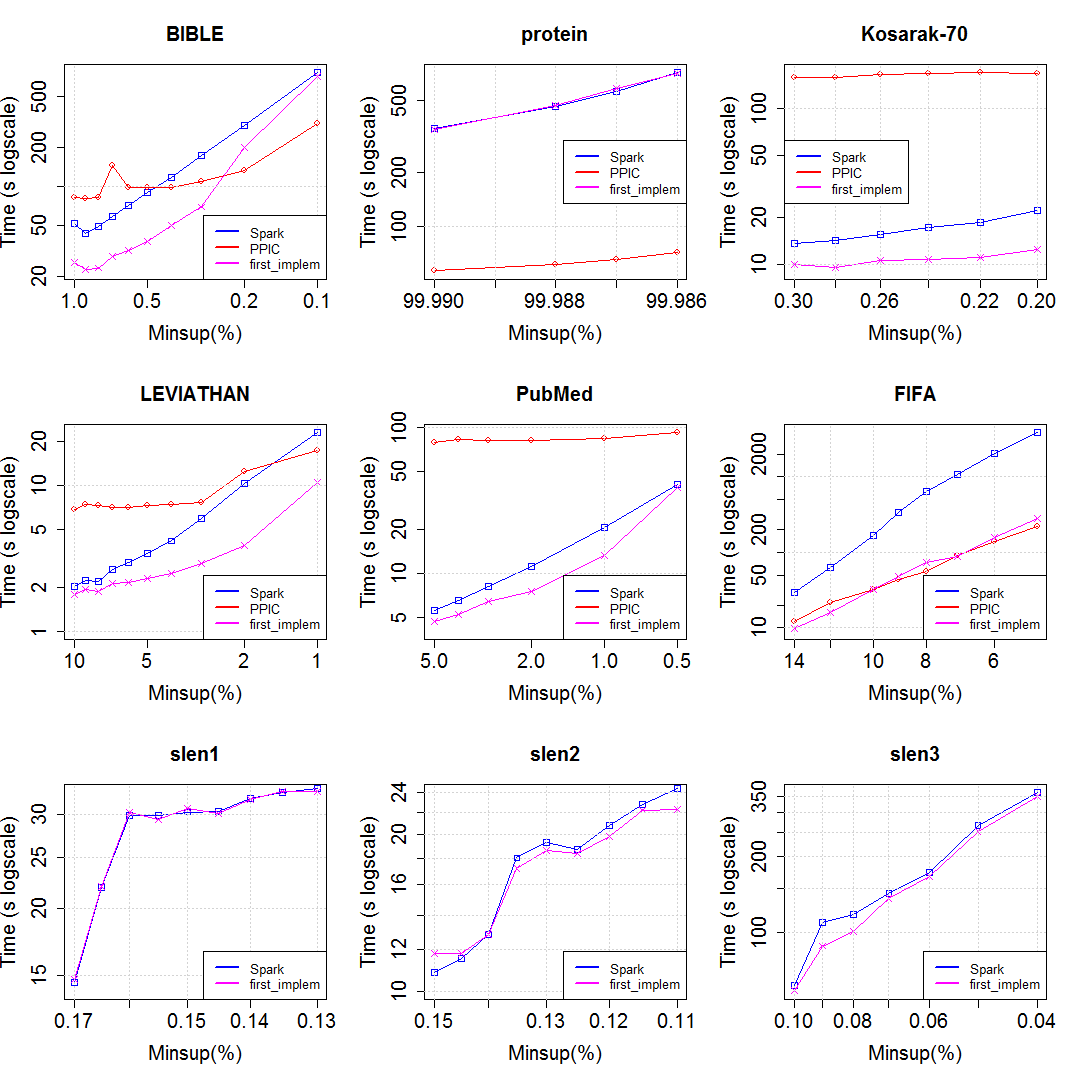 BIBLE
Time (s logscale)
500
200
50
20
1.0
0.5
0.2
0.1
Minsup(%)
Spark
PPIC
first_implem
protein
Time (s logscale)
500
200
100
99.990
99.988
99.986
Minsup(%)
Spark
PPIC
first_implem
Kosarak-70
Time (s logscale)
100
50
20
10
0.30
0.26
0.22
0.20
Minsup(%)
Spark
PPIC
first_implem
LEVIATHAN
Time (s logscale)
20
10
5
2
1
10
5
2
1
Minsup(%)
Spark
PPIC
first_implem
PubMed
Time (s logscale)
100
50
20
10
5
5.0
2.0
1.0
0.5
Minsup(%)
Spark
PPIC
first_implem
FIFA
Time (s logscale)
2000
200
50
10
14
10
8
6
Minsup(%)
Spark
PPIC
first_implem
slen1
Time (s logscale)
30
25
20
15
0.17
0.15
0.14
0.13
Minsup(%)
Spark
first_implem
slen2
Time (s logscale)
24
20
16
12
10
0.15
0.13
0.12
0.11
Minsup(%)
Spark
first_implem
slen3
Time (s logscale)
350
200
100
0.10
0.08
0.06
0.04
Minsup(%)
Spark
first_implem